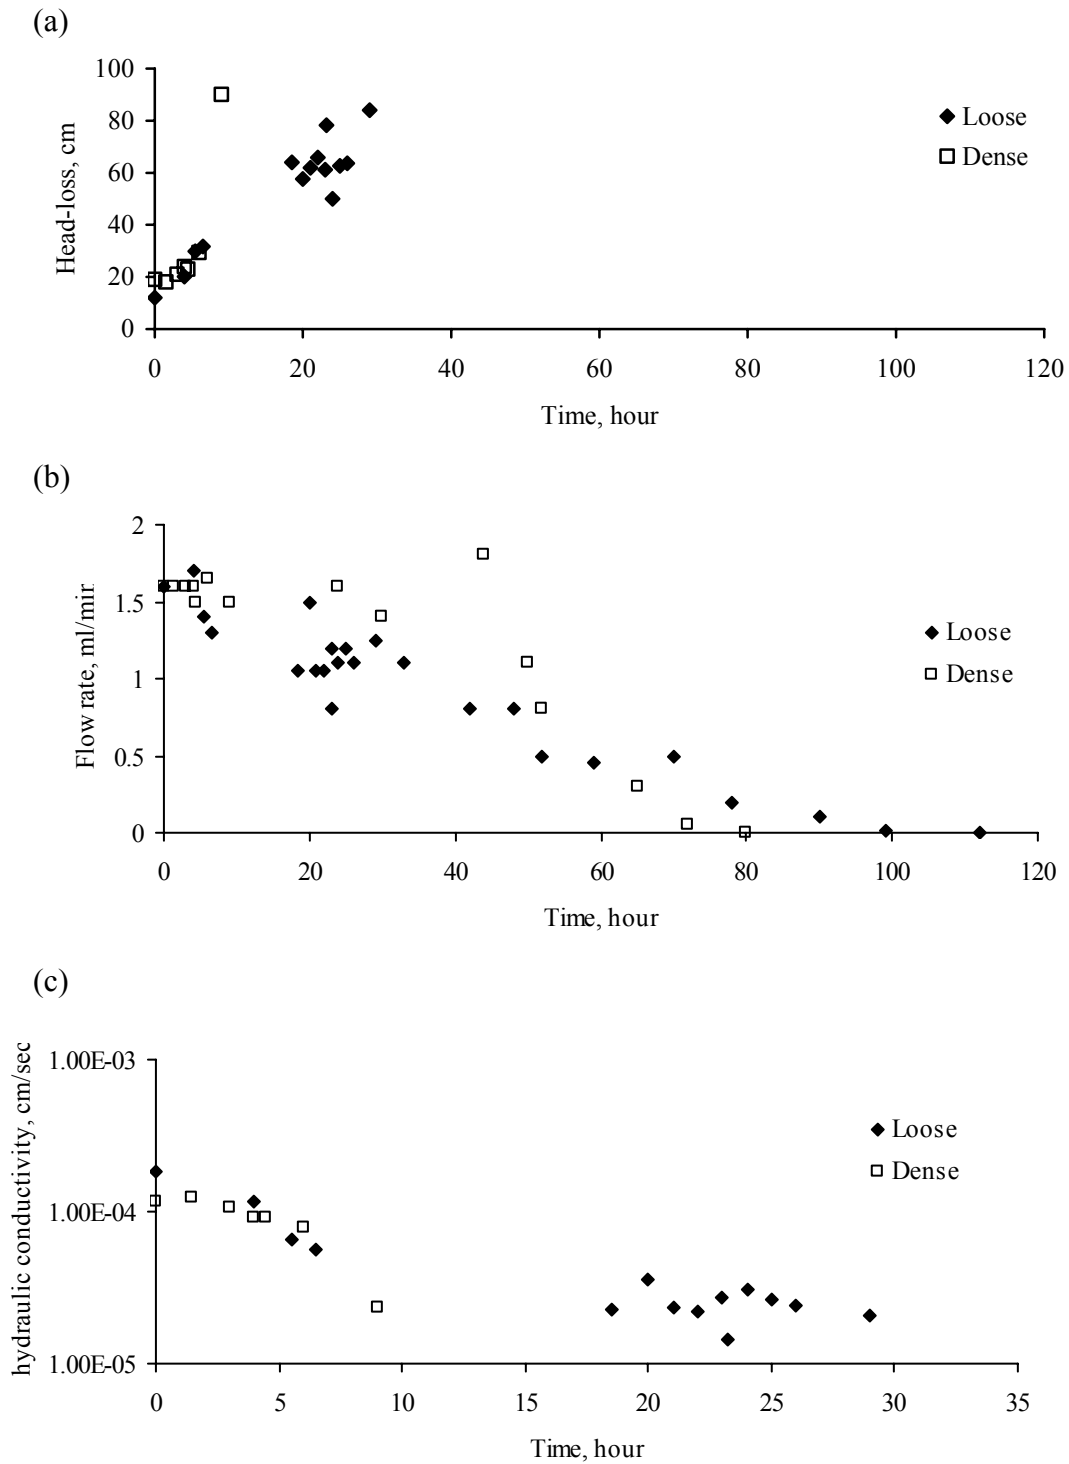 (a)
100
80
60
40
20
0
Head-loss, cm
Loose
Dense
0 20 40 60 80 100 120
Time, hour
(b)
2
1.5
1
0.5
0
Flow rate, ml/min
Loose
Dense
0 20 40 60 80 100 120
Time, hour
(c)
1.00E-03
1.00E-04
1.00E-05
hydraulic conductivity, cm/sec
Loose
Dense
0 5 10 15 20 25 30 35
Time, hour